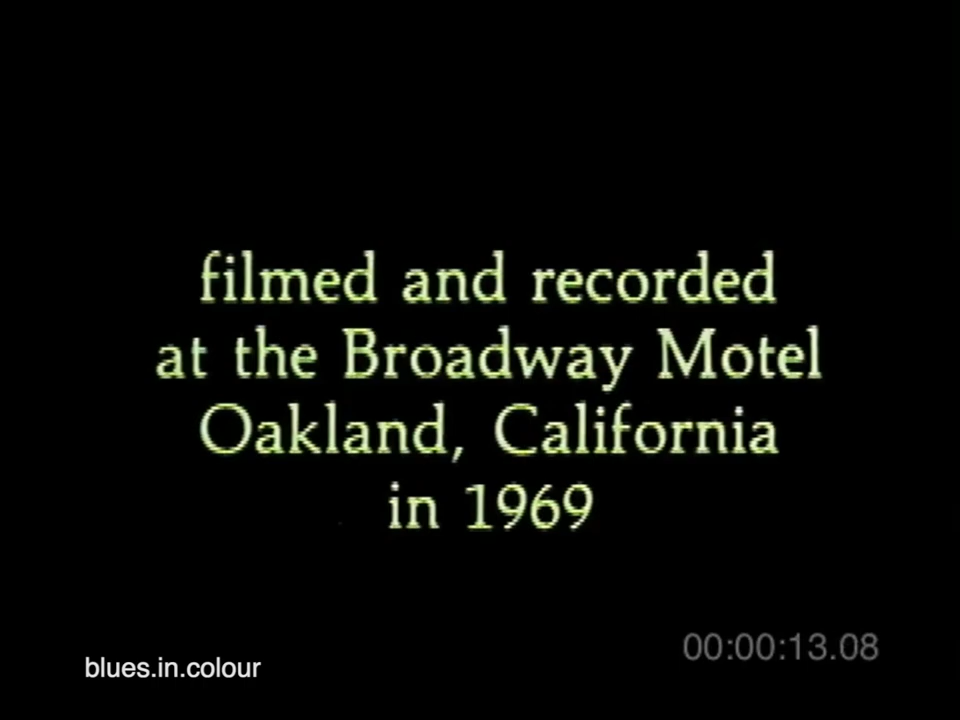 filmed and recorded
at the Broadway Motel
Oakland, California
in 1969
00:00:13.08
blues.in.colour